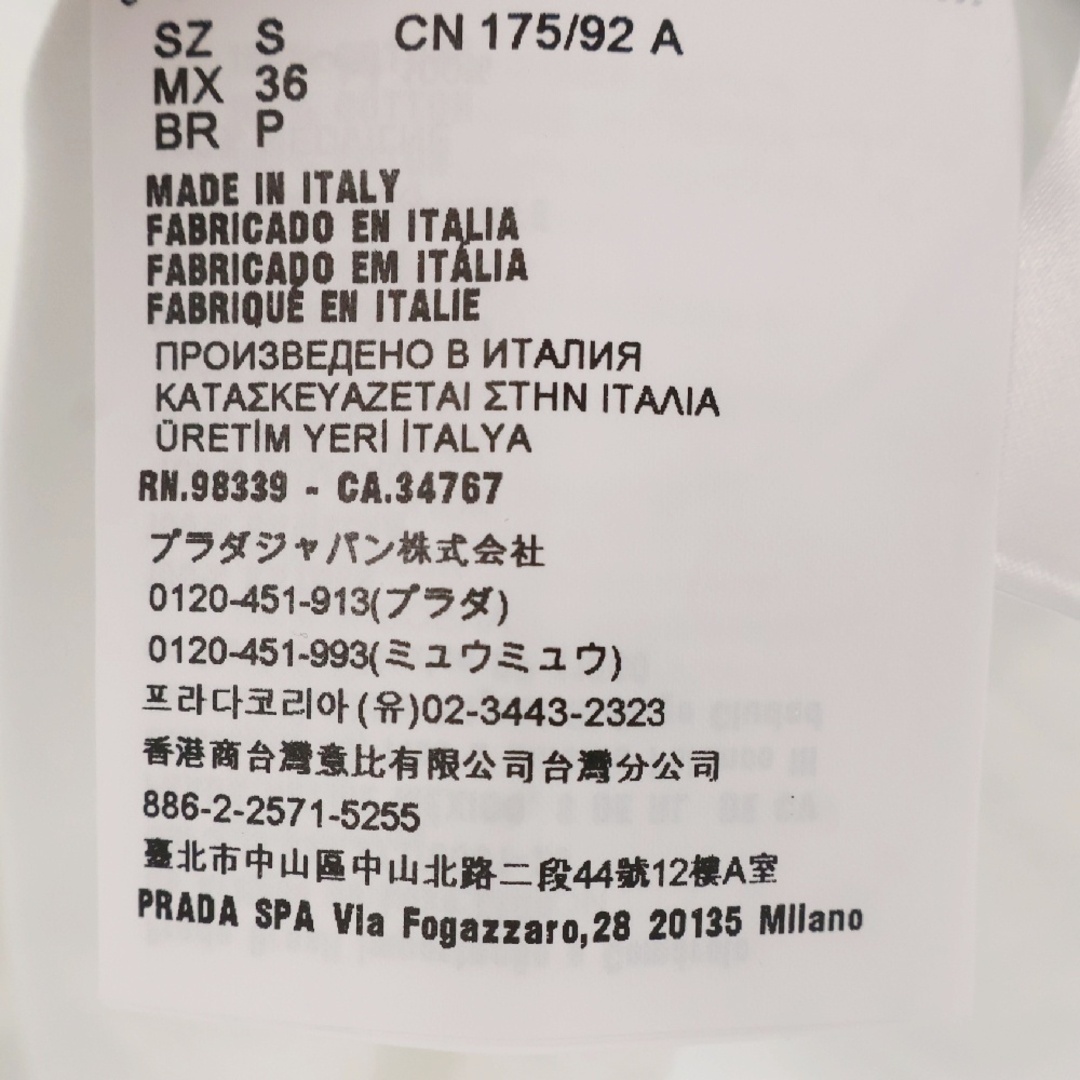 SZ S CN 175/92 A
MX 36
BR P
MADE IN ITALY
FABRICADO EN ITALIA
FABRICADO EM ITÁLIA
FABRIQUÉ EN ITALIE
ПРОИЗВЕДЕНО В ИТАЛИЯ
ΚΑΤΑΣΚΕΥΑΖΕΤΑΙ ΣΤΗΝ ΙΤΑΛΙΑ
ÜRETİM YERİ İTALYA
RN.98339 - CA.34767
プラダジャパン株式会社
0120-451-913(プラダ)
0120-451-993(ミュウミュウ)
프라다코리아(유)02-3443-2323
香港商台灣意比有限公司台灣分公司
886-2-2571-5255
臺北市中山區中山北路二段44號12樓A室
PRADA SPA Via Fogazzaro,28 20135 Milano